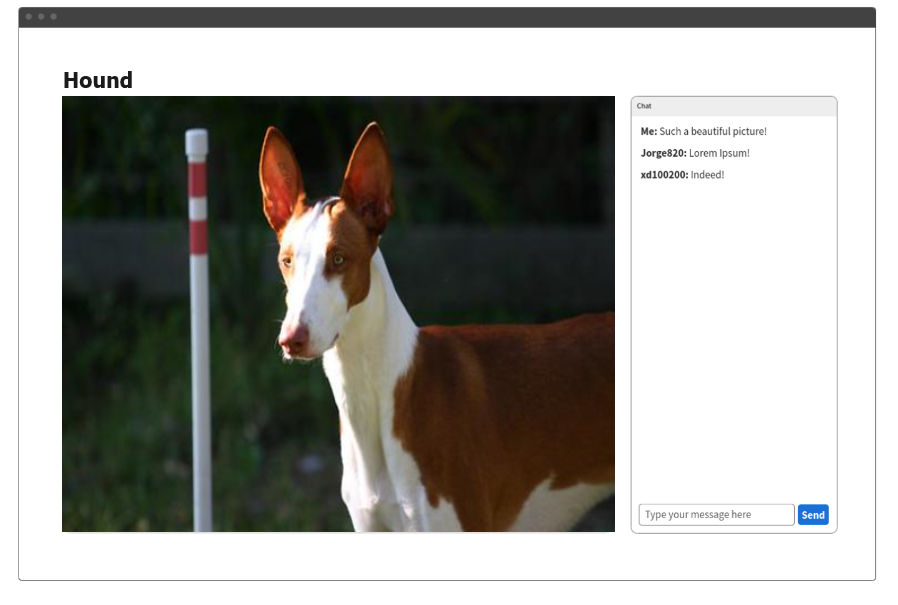 Hound
Chat
Me: Such a beautiful picture!
Jorge820: Lorem Ipsum!
xd100200: Indeed!
Type your message here
Send